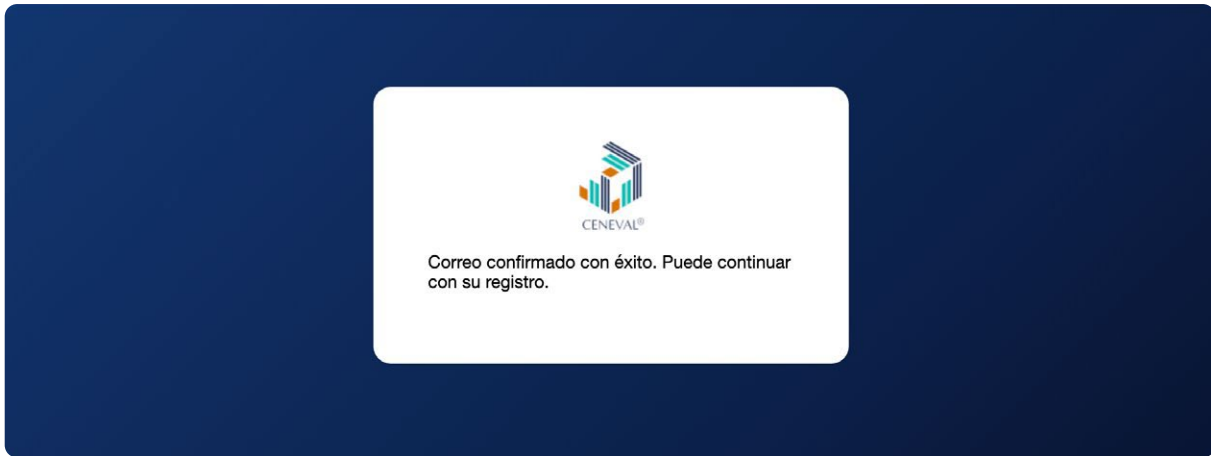 CENEVAL®
Correo confirmado con éxito. Puede continuar
con su registro.